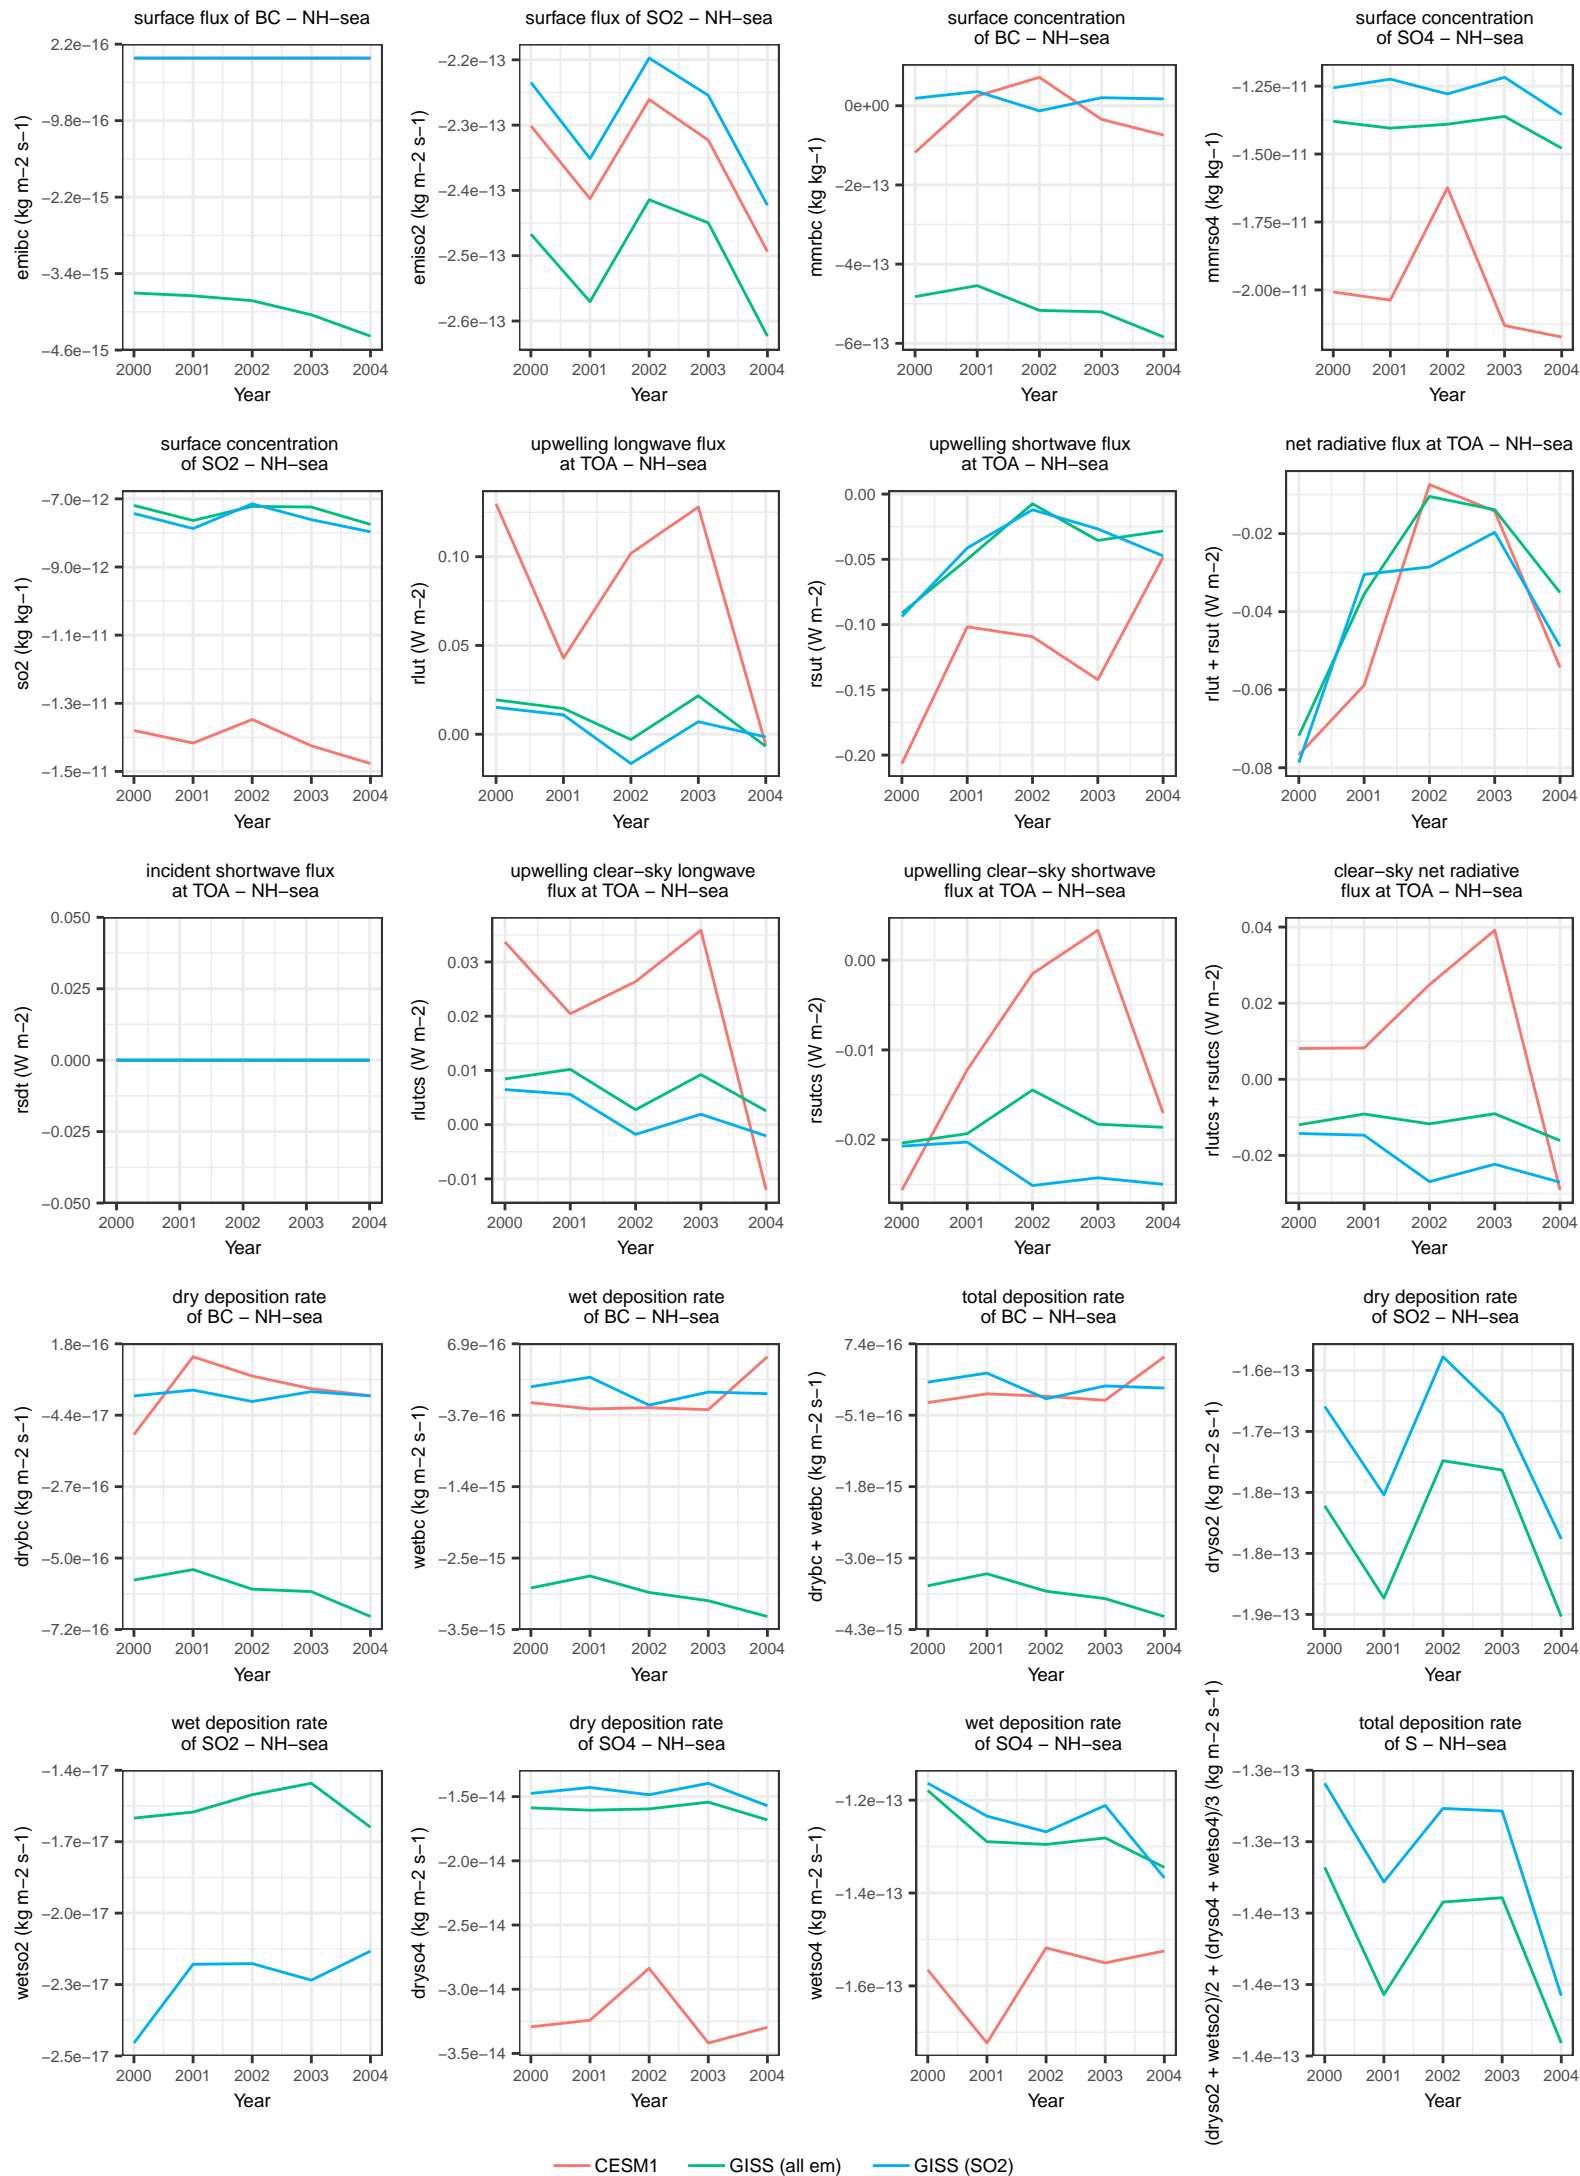 surface flux of BC − NH−sea
2.2e−16
−9.8e−16
−2.2e−15
−3.4e−15
−4.6e−15
emibc (kg m−2 s−1)
2000 2001 2002 2003 2004
Year
surface flux of SO2 − NH−sea
−2.2e−13
−2.3e−13
−2.4e−13
−2.5e−13
−2.6e−13
emiso2 (kg m−2 s−1)
2000 2001 2002 2003 2004
Year
surface concentration
of BC − NH−sea
0e+00
−2e−13
−4e−13
−6e−13
mmrbc (kg kg−1)
2000 2001 2002 2003 2004
Year
surface concentration
of SO4 − NH−sea
−1.25e−11
−1.50e−11
−1.75e−11
−2.00e−11
mmrso4 (kg kg−1)
2000 2001 2002 2003 2004
Year
surface concentration
of SO2 − NH−sea
−7.0e−12
−9.0e−12
−1.1e−11
−1.3e−11
−1.5e−11
so2 (kg kg−1)
2000 2001 2002 2003 2004
Year
upwelling longwave flux
at TOA − NH−sea
0.10
0.05
0.00
rlut (W m−2)
2000 2001 2002 2003 2004
Year
upwelling shortwave flux
at TOA − NH−sea
0.00
−0.05
−0.10
−0.15
−0.20
rsut (W m−2)
2000 2001 2002 2003 2004
Year
net radiative flux at TOA − NH−sea
−0.02
−0.04
−0.06
−0.08
rlut + rsut (W m−2)
2000 2001 2002 2003 2004
Year
incident shortwave flux
at TOA − NH−sea
0.050
0.025
0.000
−0.025
−0.050
rsdt (W m−2)
2000 2001 2002 2003 2004
Year
upwelling clear−sky longwave
flux at TOA − NH−sea
0.03
0.02
0.01
0.00
−0.01
rlutcs (W m−2)
2000 2001 2002 2003 2004
Year
upwelling clear−sky shortwave
flux at TOA − NH−sea
0.00
−0.01
−0.02
rsutcs (W m−2)
2000 2001 2002 2003 2004
Year
clear−sky net radiative
flux at TOA − NH−sea
0.04
0.02
0.00
−0.02
rlutcs + rsutcs (W m−2)
2000 2001 2002 2003 2004
Year
dry deposition rate
of BC − NH−sea
1.8e−16
−4.4e−17
−2.7e−16
−5.0e−16
−7.2e−16
drybc (kg m−2 s−1)
2000 2001 2002 2003 2004
Year
wet deposition rate
of BC − NH−sea
6.9e−16
−3.7e−16
−1.4e−15
−2.5e−15
−3.5e−15
wetbc (kg m−2 s−1)
2000 2001 2002 2003 2004
Year
total deposition rate
of BC − NH−sea
7.4e−16
−5.1e−16
−1.8e−15
−3.0e−15
−4.3e−15
drybc + wetbc (kg m−2 s−1)
2000 2001 2002 2003 2004
Year
dry deposition rate
of SO2 − NH−sea
−1.6e−13
−1.7e−13
−1.8e−13
−1.8e−13
−1.9e−13
dryso2 (kg m−2 s−1)
2000 2001 2002 2003 2004
Year
wet deposition rate
of SO2 − NH−sea
−1.4e−17
−1.7e−17
−2.0e−17
−2.3e−17
−2.5e−17
wetso2 (kg m−2 s−1)
2000 2001 2002 2003 2004
Year
dry deposition rate
of SO4 − NH−sea
−1.5e−14
−2.0e−14
−2.5e−14
−3.0e−14
−3.5e−14
dryso4 (kg m−2 s−1)
2000 2001 2002 2003 2004
Year
wet deposition rate
of SO4 − NH−sea
−1.2e−13
−1.4e−13
−1.6e−13
wetso4 (kg m−2 s−1)
2000 2001 2002 2003 2004
Year
total deposition rate
of S − NH−sea
−1.3e−13
−1.3e−13
−1.4e−13
−1.4e−13
−1.4e−13
(dryso2 + wetso2)/2 + (dryso4 + wetso4)/3 (kg m−2 s−1)
2000 2001 2002 2003 2004
Year
CESM1 GISS (all em) GISS (SO2)